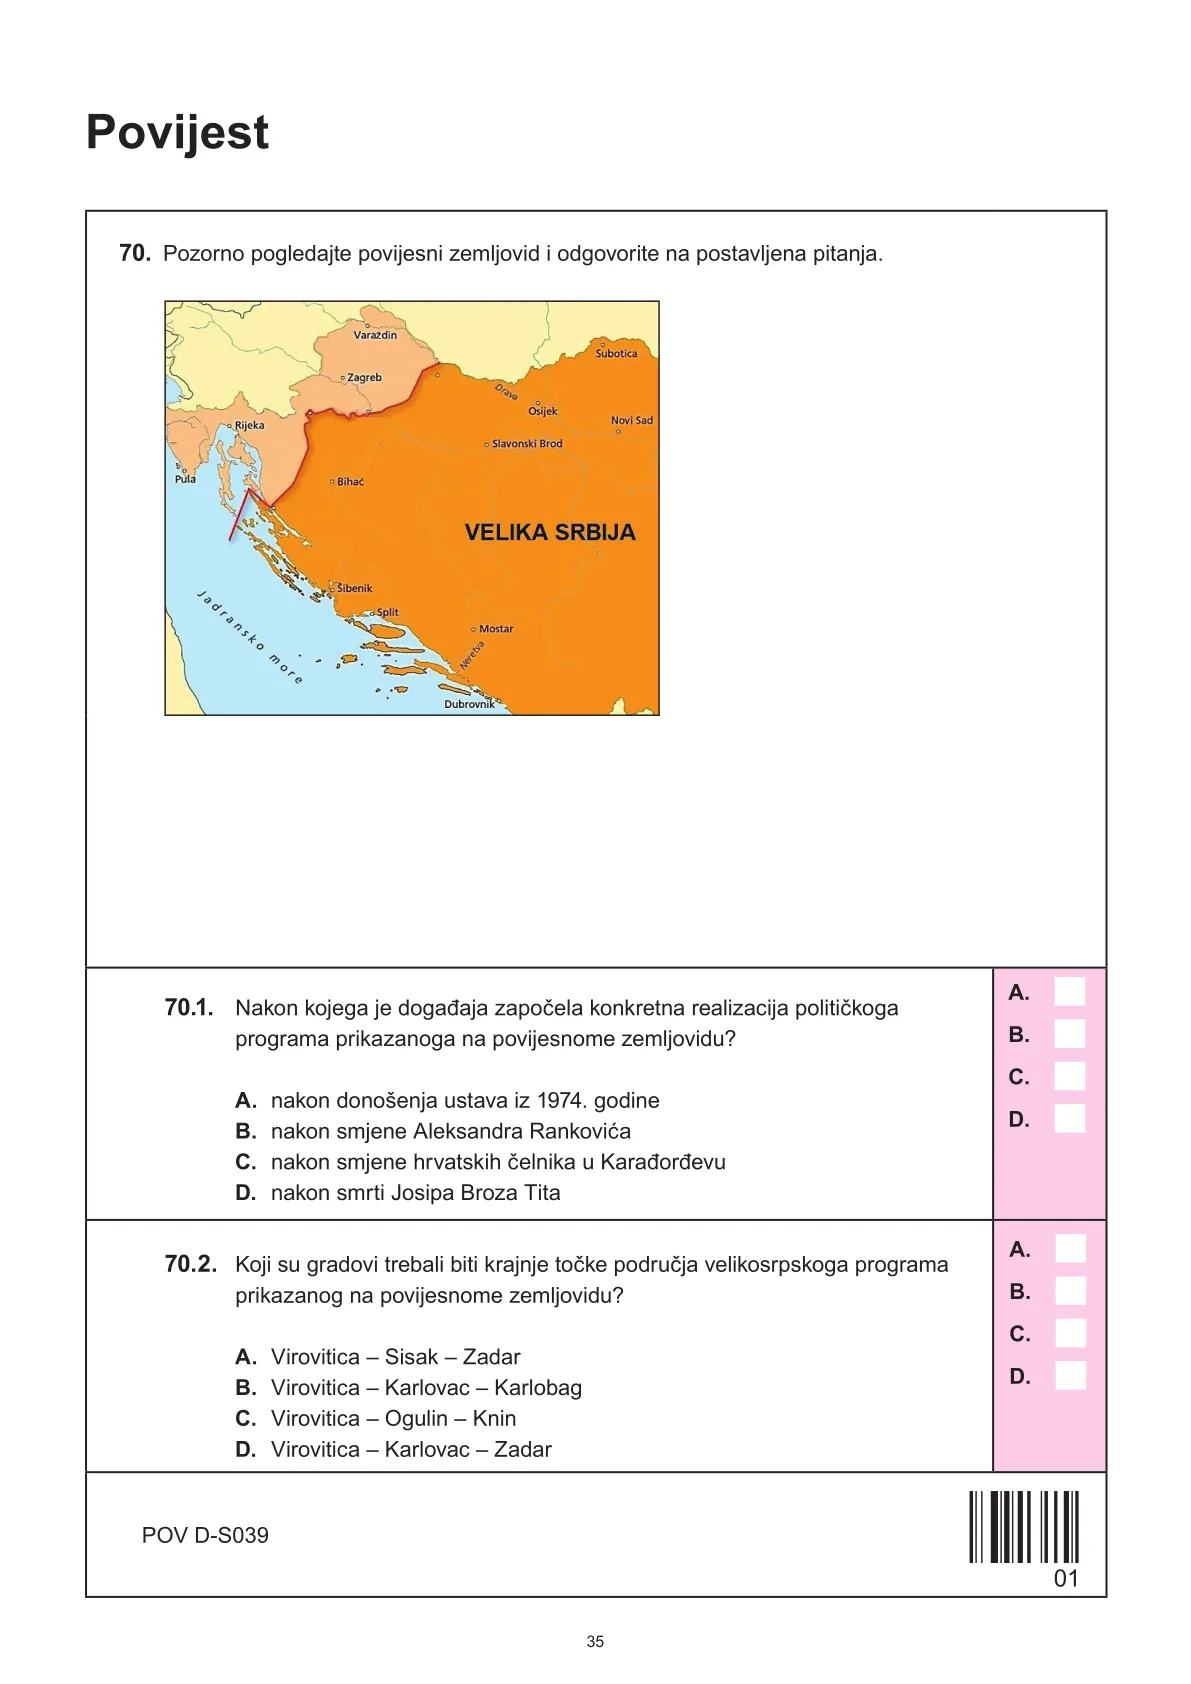 Povijest
70. Pozorno pogledajte povijesni zemljovid i odgovorite na postavljena pitanja.
Varaždin
Subotica
Zagreb
Drava
Osijek
Novi Sad
Rijeka
Slavonski Brod
Pula
Bihać
VELIKA SRBIJA
Šibenik
Jadransko more
Split
Mostar
Neretva
Dubrovnik
70.1. Nakon kojega je događaja započela konkretna realizacija političkoga
programa prikazanoga na povijesnome zemljovidu?
A. nakon donošenja ustava iz 1974. godine
B. nakon smjene Aleksandra Rankovića
C. nakon smjene hrvatskih čelnika u Karađorđevu
D. nakon smrti Josipa Broza Tita
A.
B.
C.
D.
70.2. Koji su gradovi trebali biti krajnje točke područja velikosrpskoga programa
prikazanog na povijesnome zemljovidu?
A. Virovitica – Sisak – Zadar
B. Virovitica – Karlovac – Karlobag
C. Virovitica – Ogulin – Knin
D. Virovitica – Karlovac – Zadar
A.
B.
C.
D.
POV D-S039
01
35